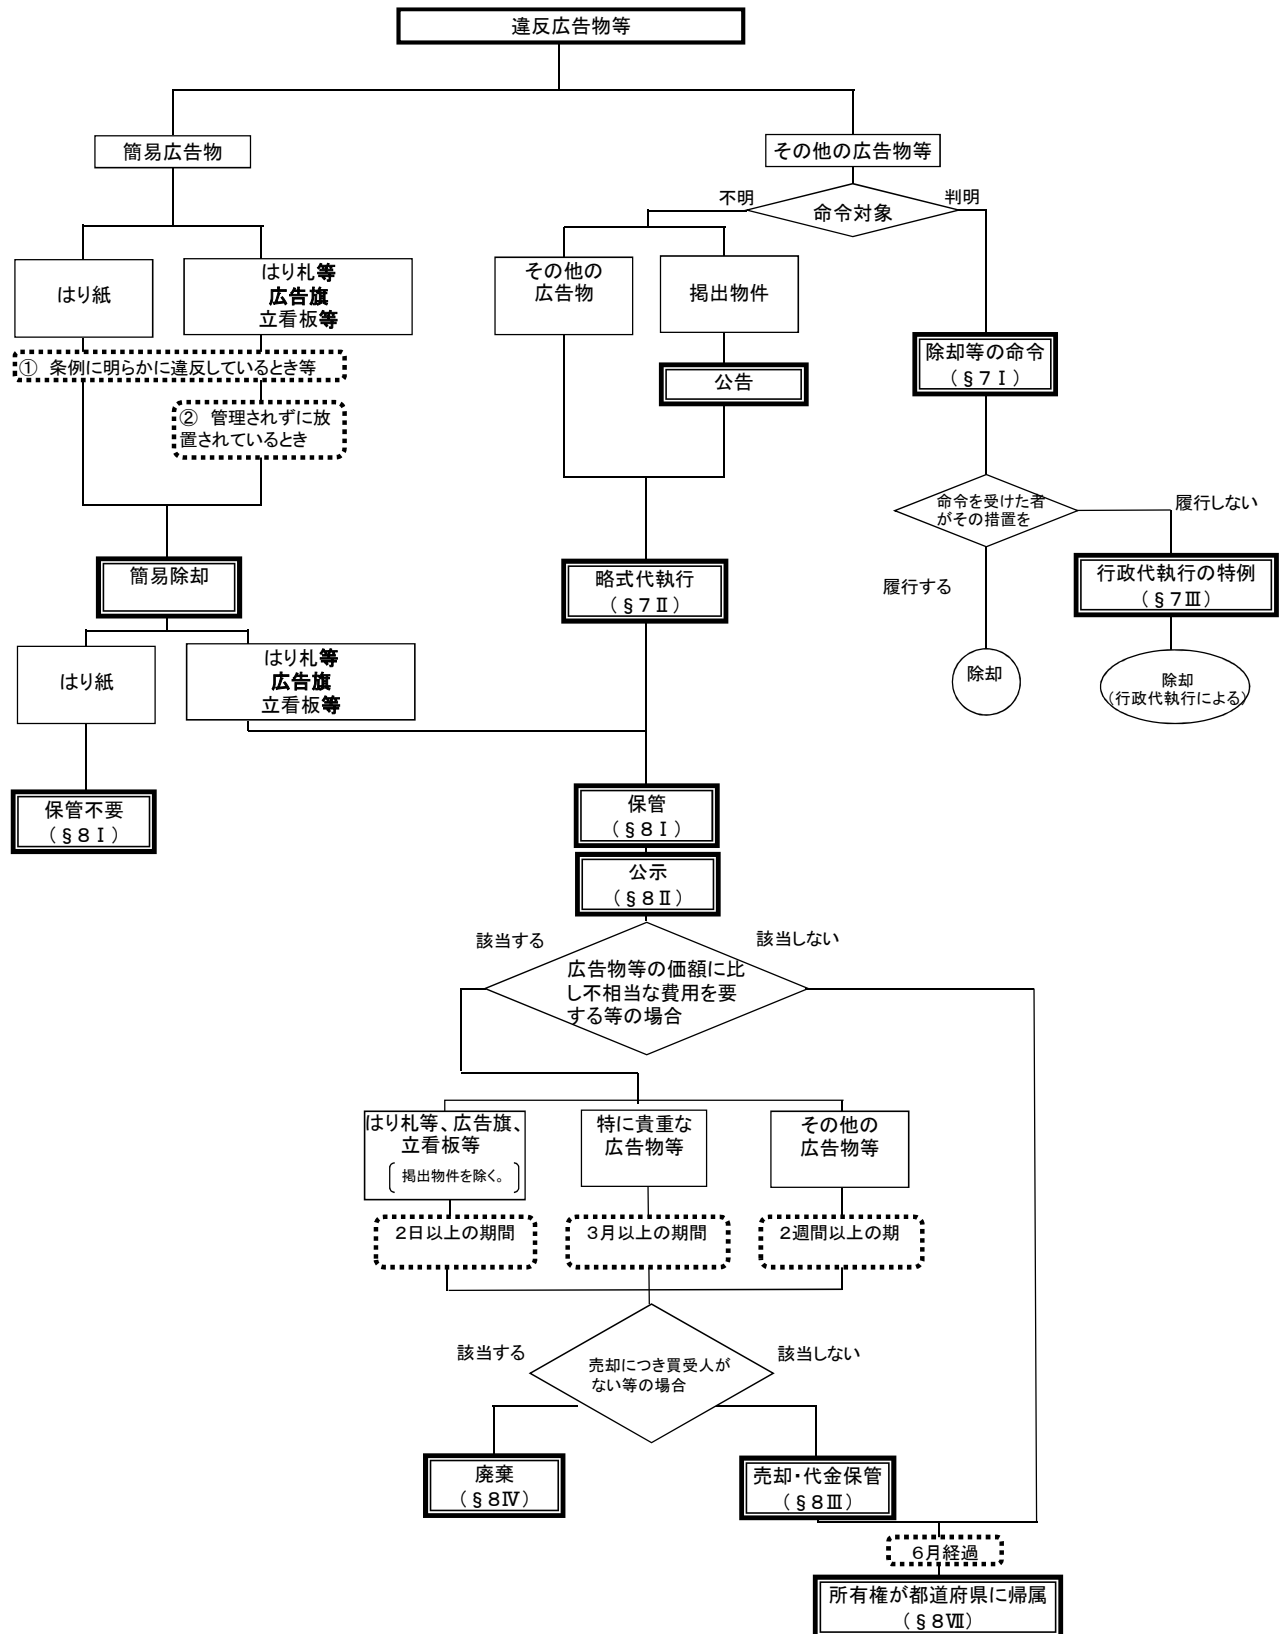 違反広告物等
簡易広告物
その他の広告物等
不明
命令対象
判明
はり紙
はり札等
広告旗
立看板等
その他の
広告物
掲出物件
① 条例に明らかに違反しているとき等
② 管理されずに放
置されているとき
公告
除却等の命令
(§7Ⅰ)
命令を受けた者
がその措置を
履行しない
履行する
簡易除却
略式代執行
(§7Ⅱ)
行政代執行の特例
(§7Ⅲ)
はり紙
はり札等
広告旗
立看板等
除却
除却
(行政代執行による)
保管不要
(§8Ⅰ)
保管
(§8Ⅰ)
公示
(§8Ⅱ)
該当する
該当しない
広告物等の価額に比
し不相当な費用を要
する等の場合
はり札等、広告旗、
立看板等
〔掲出物件を除く。〕
特に貴重な
広告物等
その他の
広告物等
2日以上の期間
3月以上の期間
2週間以上の期
該当する
該当しない
売却につき買受人が
ない等の場合
廃棄
(§8Ⅳ)
売却・代金保管
(§8Ⅲ)
6月経過
所有権が都道府県に帰属
(§8Ⅶ)